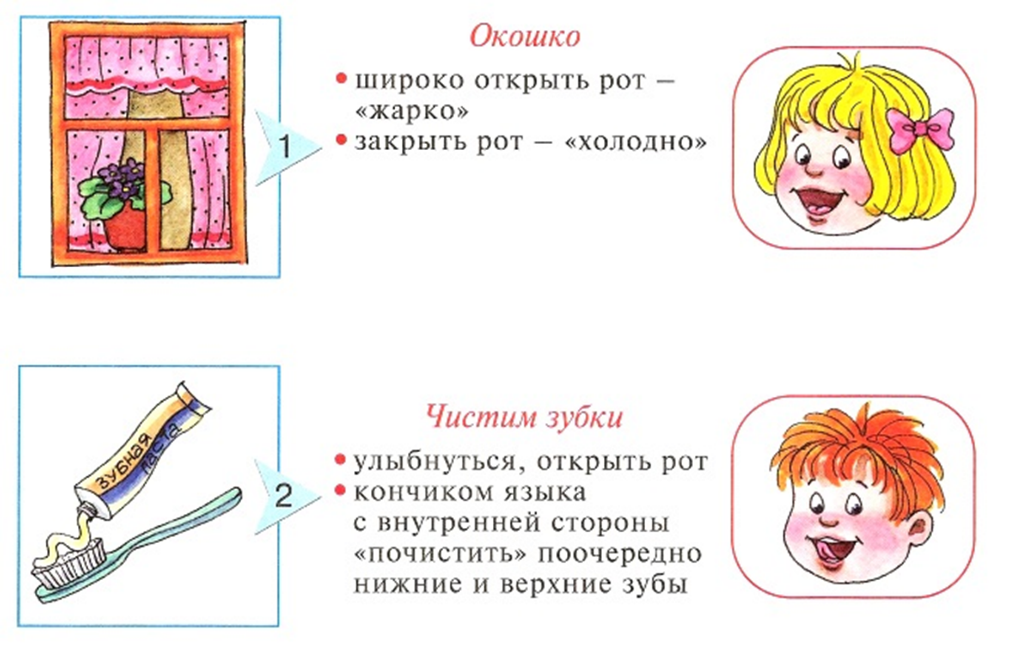 Окошко
• широко открыть рот –
«жарко»
1
• закрыть рот – «холодно»
Чистим зубки
ЗУБНАЯ
ПАСТА
• улыбнуться, открыть рот
2
• кончиком языка
с внутренней стороны
«почистить» поочередно
нижние и верхние зубы